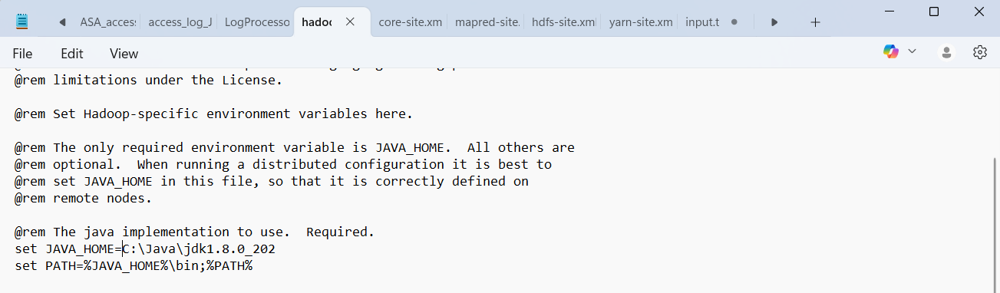 ASA_access access_log_J LogProcesso hadoo core-site.xm mapred-site. hdfs-site.xml yarn-site.xm input.t
File Edit View
@rem limitations under the License.
@rem Set Hadoop-specific environment variables here.
@rem The only required environment variable is JAVA_HOME.  All others are
@rem optional.  When running a distributed configuration it is best to
@rem set JAVA_HOME in this file, so that it is correctly defined on
@rem remote nodes.
@rem The java implementation to use.  Required.
set JAVA_HOME=C:\Java\jdk1.8.0_202
set PATH=%JAVA_HOME%\bin;%PATH%